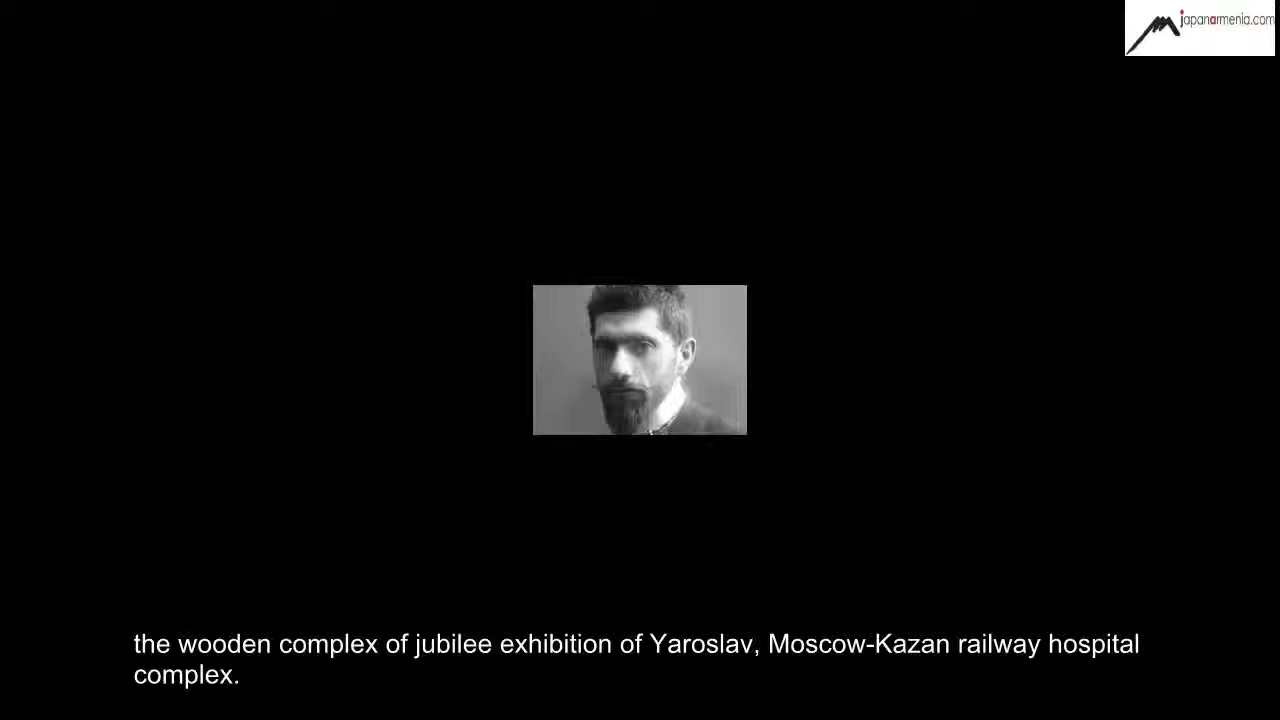 japanarmenia.com
the wooden complex of jubilee exhibition of Yaroslav, Moscow-Kazan railway hospital
complex.